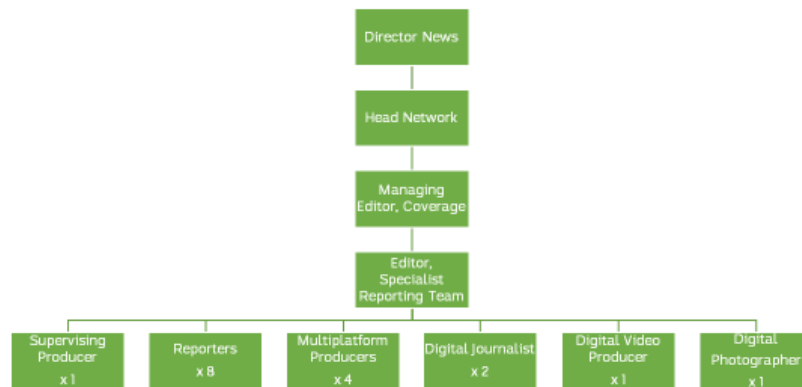 Director News
Head Network
Managing
Editor, Coverage
Editor,
Specialist
Reporting Team
Supervising
Producer
x 1
Reporters
x 8
Multiplatform
Producers
x 4
Digital Journalist
x 2
Digital Video
Producer
x 1
Digital
Photographer
x 1